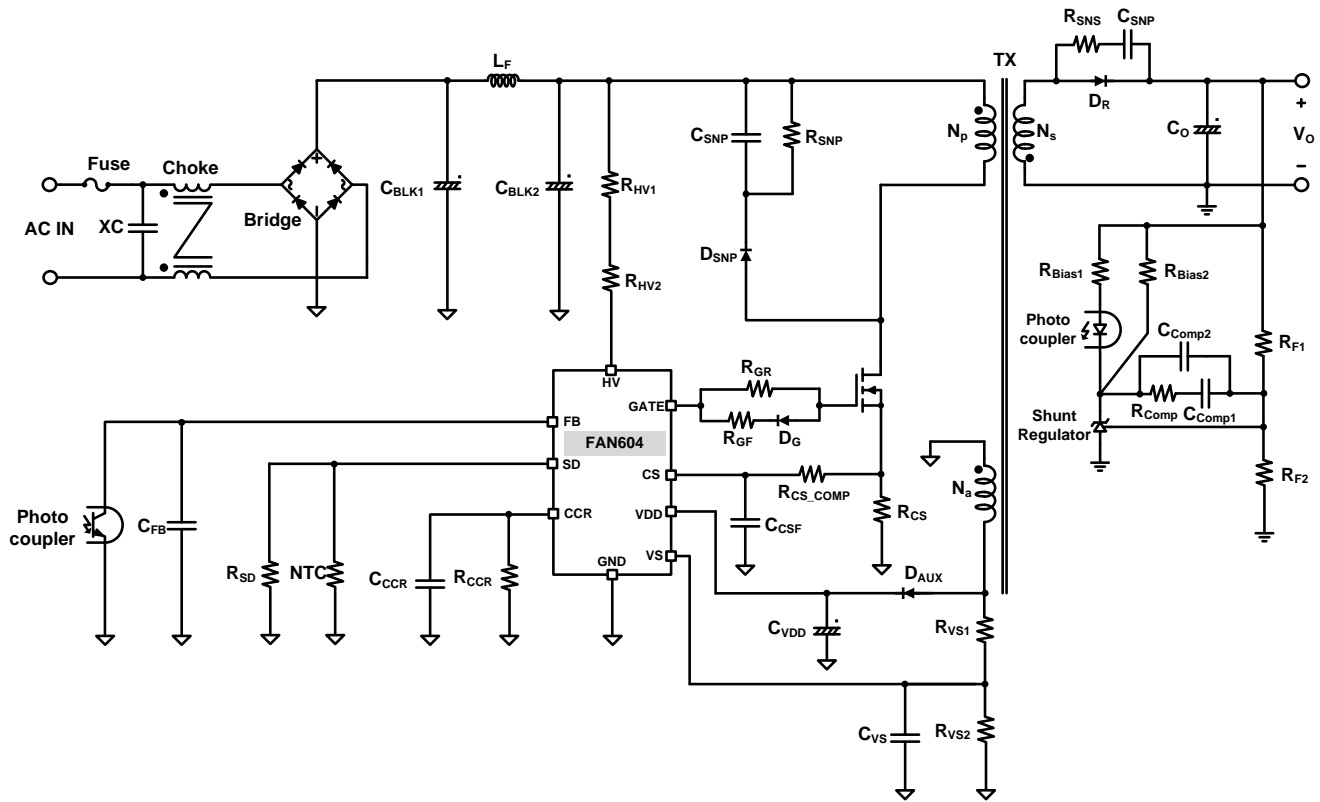 RSNS
CSNP
TX
LF
DR
+
CSNP
RSNP
Np
Ns
CO
VO
−
Fuse
Choke
+
CBLK1
CBLK2
RHV1
AC IN
XC
Bridge
−
DSNP
RHV2
RBias1
RBias2
Photo
coupler
CComp2
RF1
HV
RGR
GATE
RComp
CComp1
FB
FAN604
RGF
DG
Shunt
Regulator
SD
CS
RCS_COMP
Na
RF2
Photo
coupler
CFB
CCR
VDD
CCSF
RCS
RSD
NTC
CCCR
RCCR
GND
VS
DAUX
CVDD
RVS1
CVS
RVS2